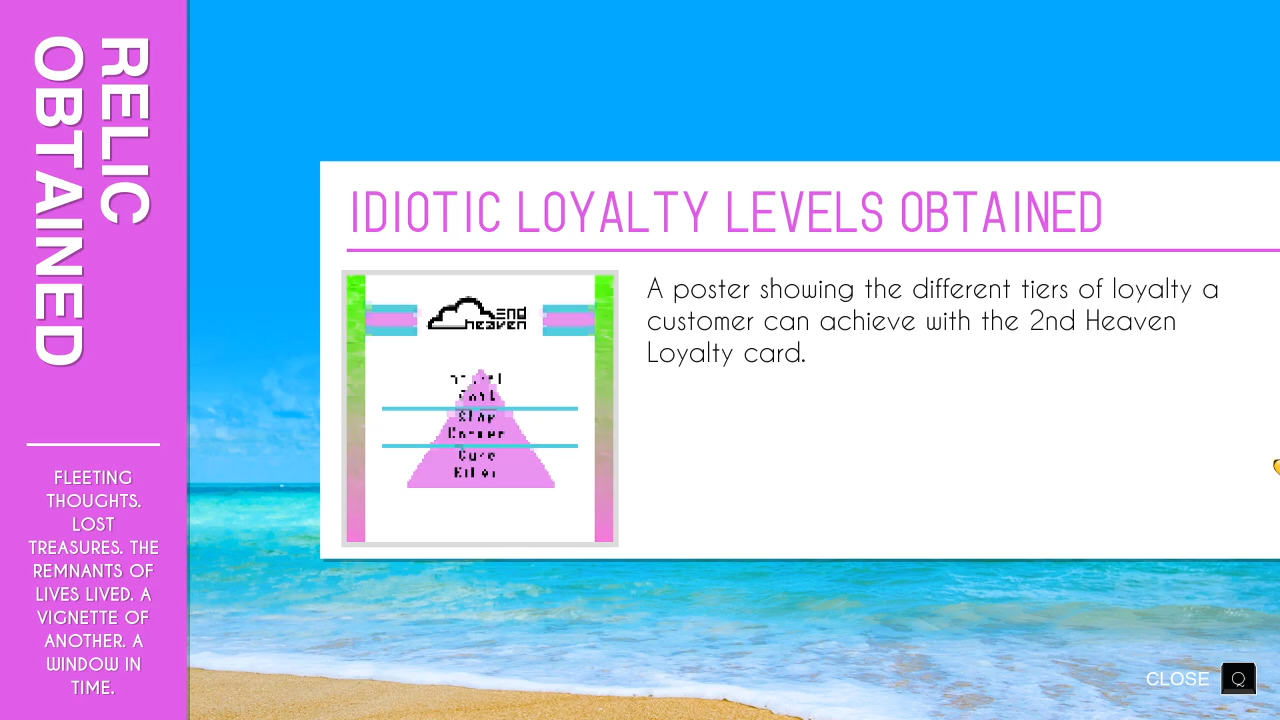 RELIC
OBTAINED
FLEETING
THOUGHTS.
LOST
TREASURES. THE
REMNANTS OF
LIVES LIVED. A
VIGNETTE OF
ANOTHER. A
WINDOW IN
TIME.
IDIOTIC LOYALTY LEVELS OBTAINED
2nd
heaven
A poster showing the different tiers of loyalty a
customer can achieve with the 2nd Heaven
Loyalty card.
CLOSE Q